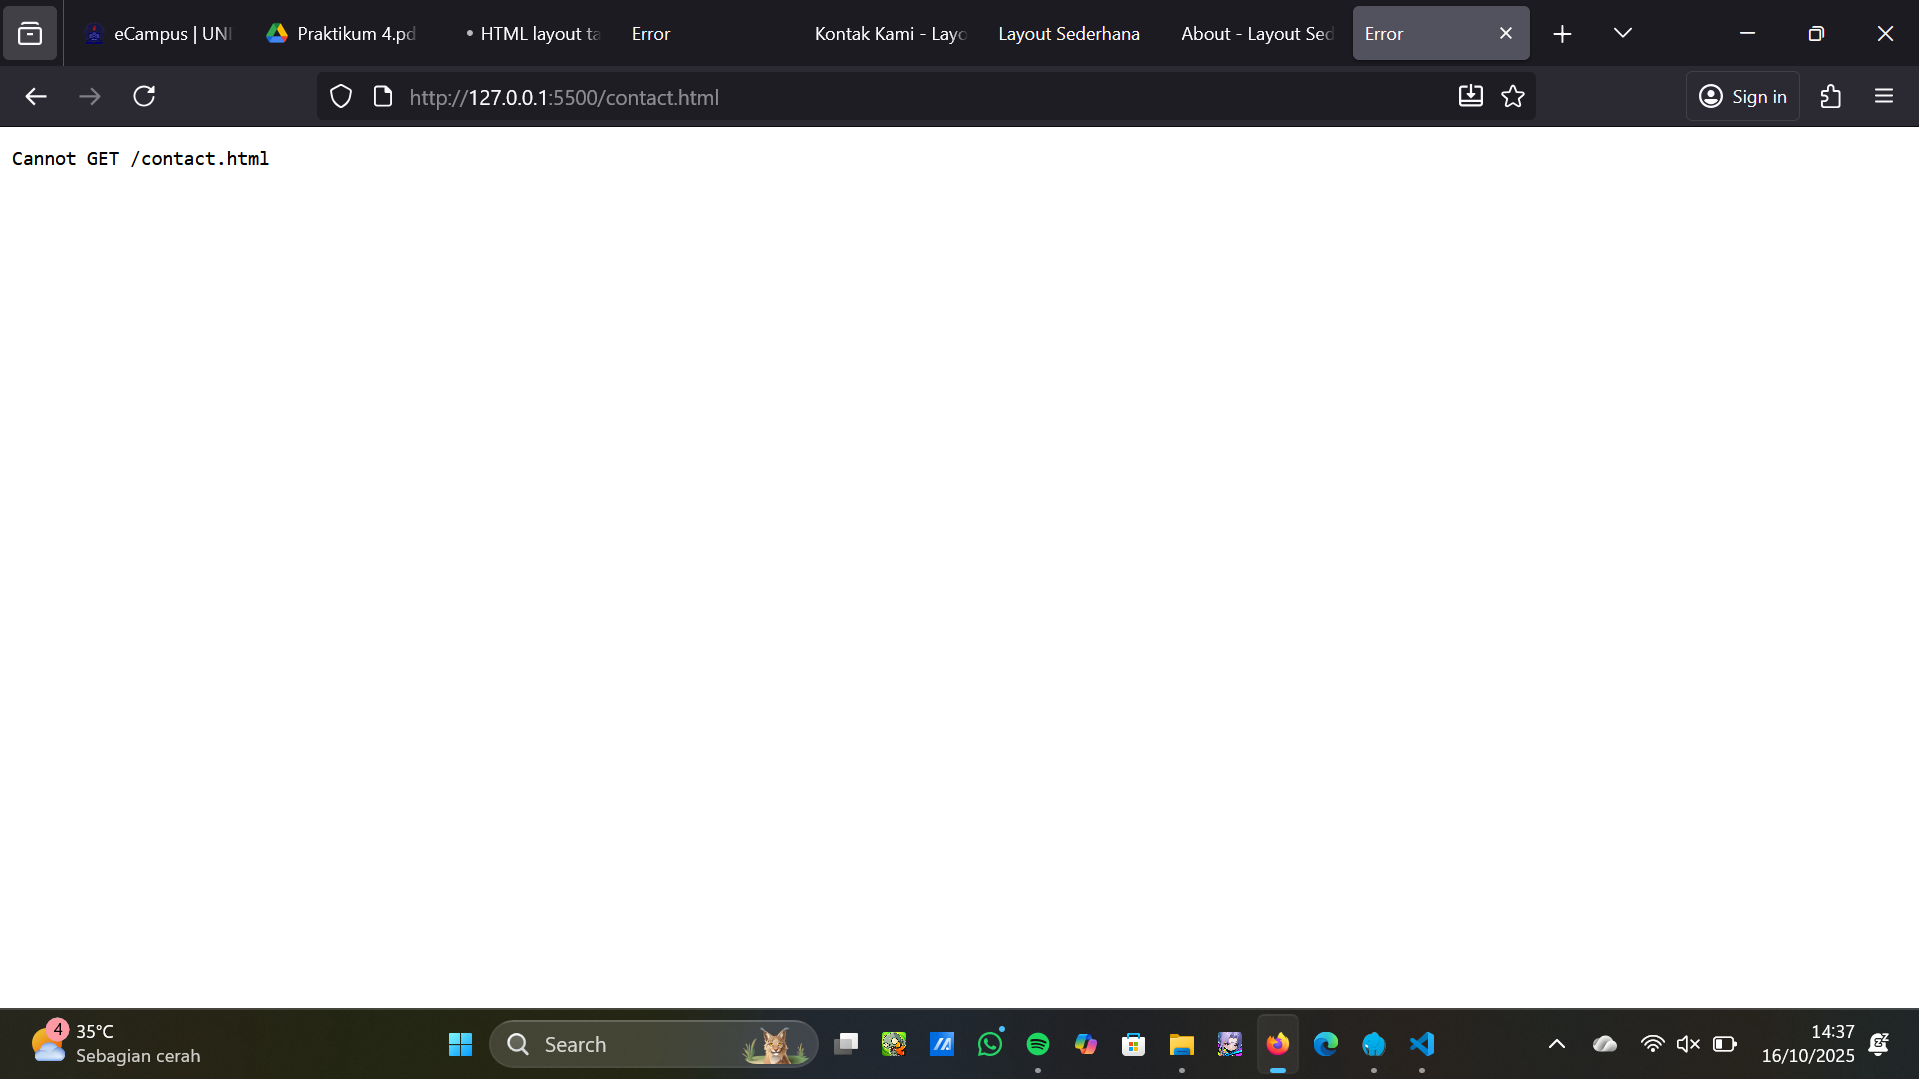 eCampus | UNI
Praktikum 4.pd
HTML layout ta
Error
Kontak Kami - Layo
Layout Sederhana
About - Layout Sed
Error
http://127.0.0.1:5500/contact.html
Sign in
Cannot GET /contact.html
4
35°C
Sebagian cerah
Search
14:37
16/10/2025